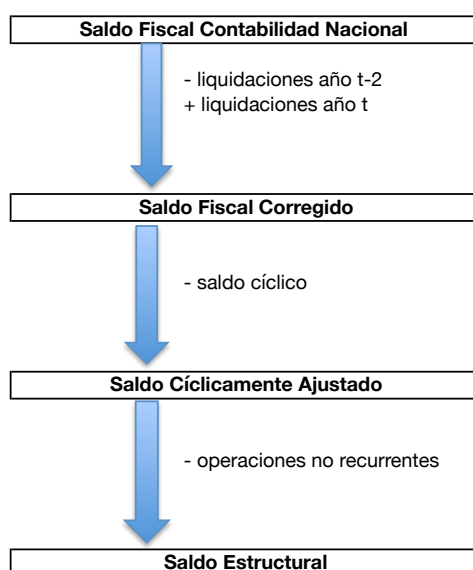 Saldo Fiscal Contabilidad Nacional
- liquidaciones año t-2
+ liquidaciones año t
Saldo Fiscal Corregido
- saldo cíclico
Saldo Cíclicamente Ajustado
- operaciones no recurrentes
Saldo Estructural